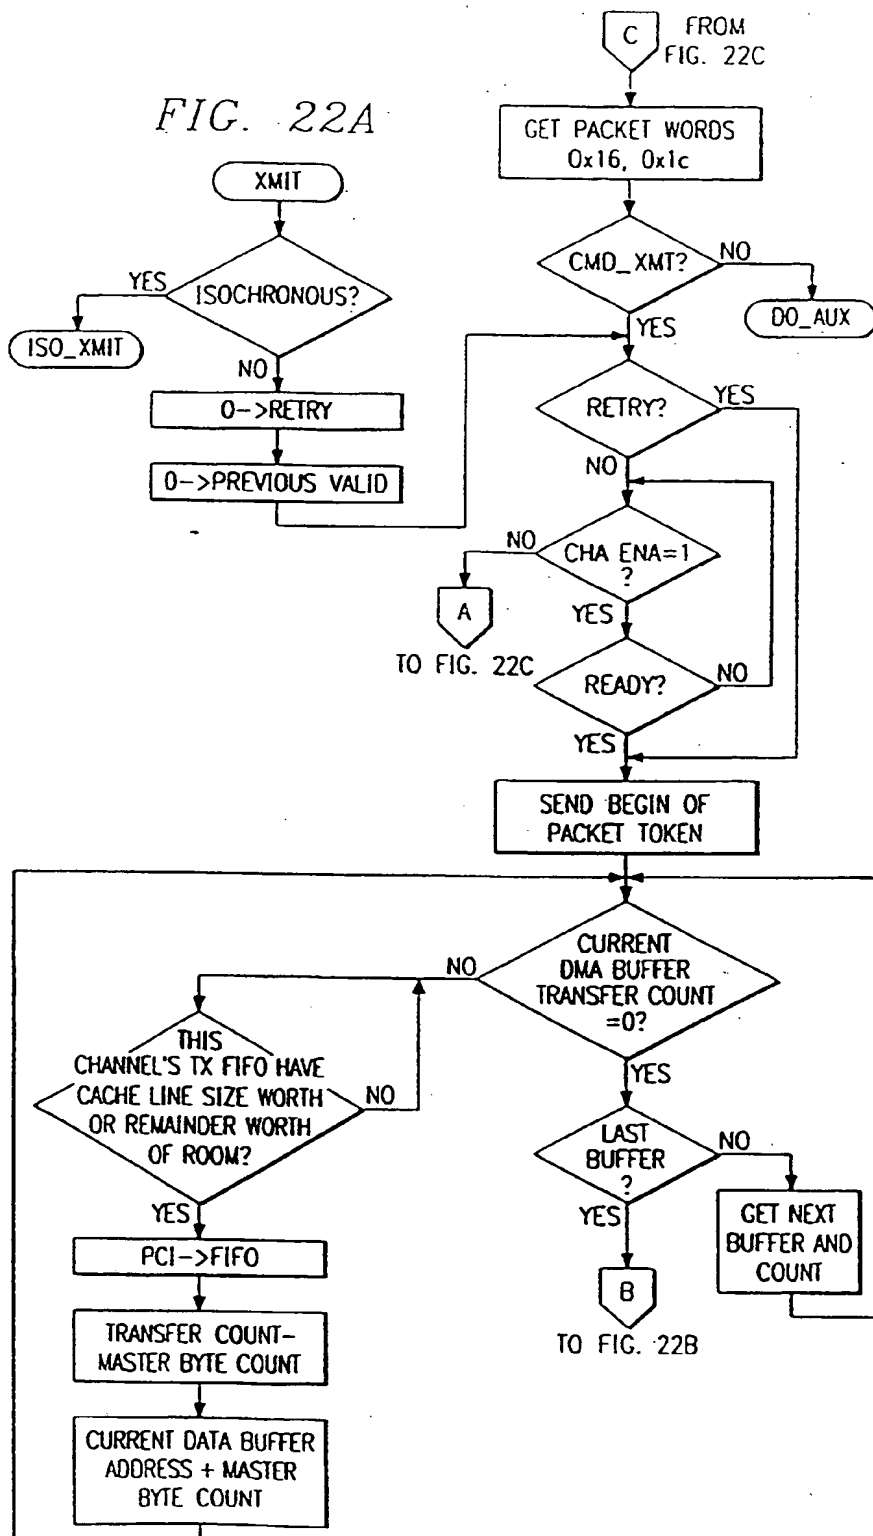 FIG. 22A
C
FROM
FIG. 22C
GET PACKET WORDS
0x16, 0x1c
XMIT
CMD_XMT?
NO
DO_AUX
YES
ISOCHRONOUS?
YES
ISO_XMIT
NO
0->RETRY
0->PREVIOUS VALID
RETRY?
YES
NO
CHA ENA=1
?
NO
A
TO FIG. 22C
YES
READY?
NO
YES
SEND BEGIN OF
PACKET TOKEN
CURRENT
DMA BUFFER
TRANSFER COUNT
=0?
NO
YES
THIS
CHANNEL'S TX FIFO HAVE
CACHE LINE SIZE WORTH
OR REMAINDER WORTH
OF ROOM?
NO
YES
LAST
BUFFER
?
NO
YES
GET NEXT
BUFFER AND
COUNT
B
TO FIG. 22B
PCI->FIFO
TRANSFER COUNT-
MASTER BYTE COUNT
CURRENT DATA BUFFER
ADDRESS + MASTER
BYTE COUNT